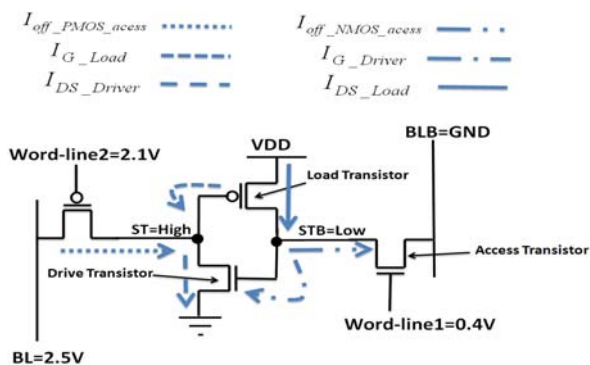 I_off_PMOS_acess
I_off_NMOS_acess
I_G_Load
I_G_Driver
I_DS_Driver
I_DS_Load
BLB=GND
VDD
Word-line2=2.1V
Load Transistor
ST=High
STB=Low
Access Transistor
Drive Transistor
Word-line1=0.4V
BL=2.5V